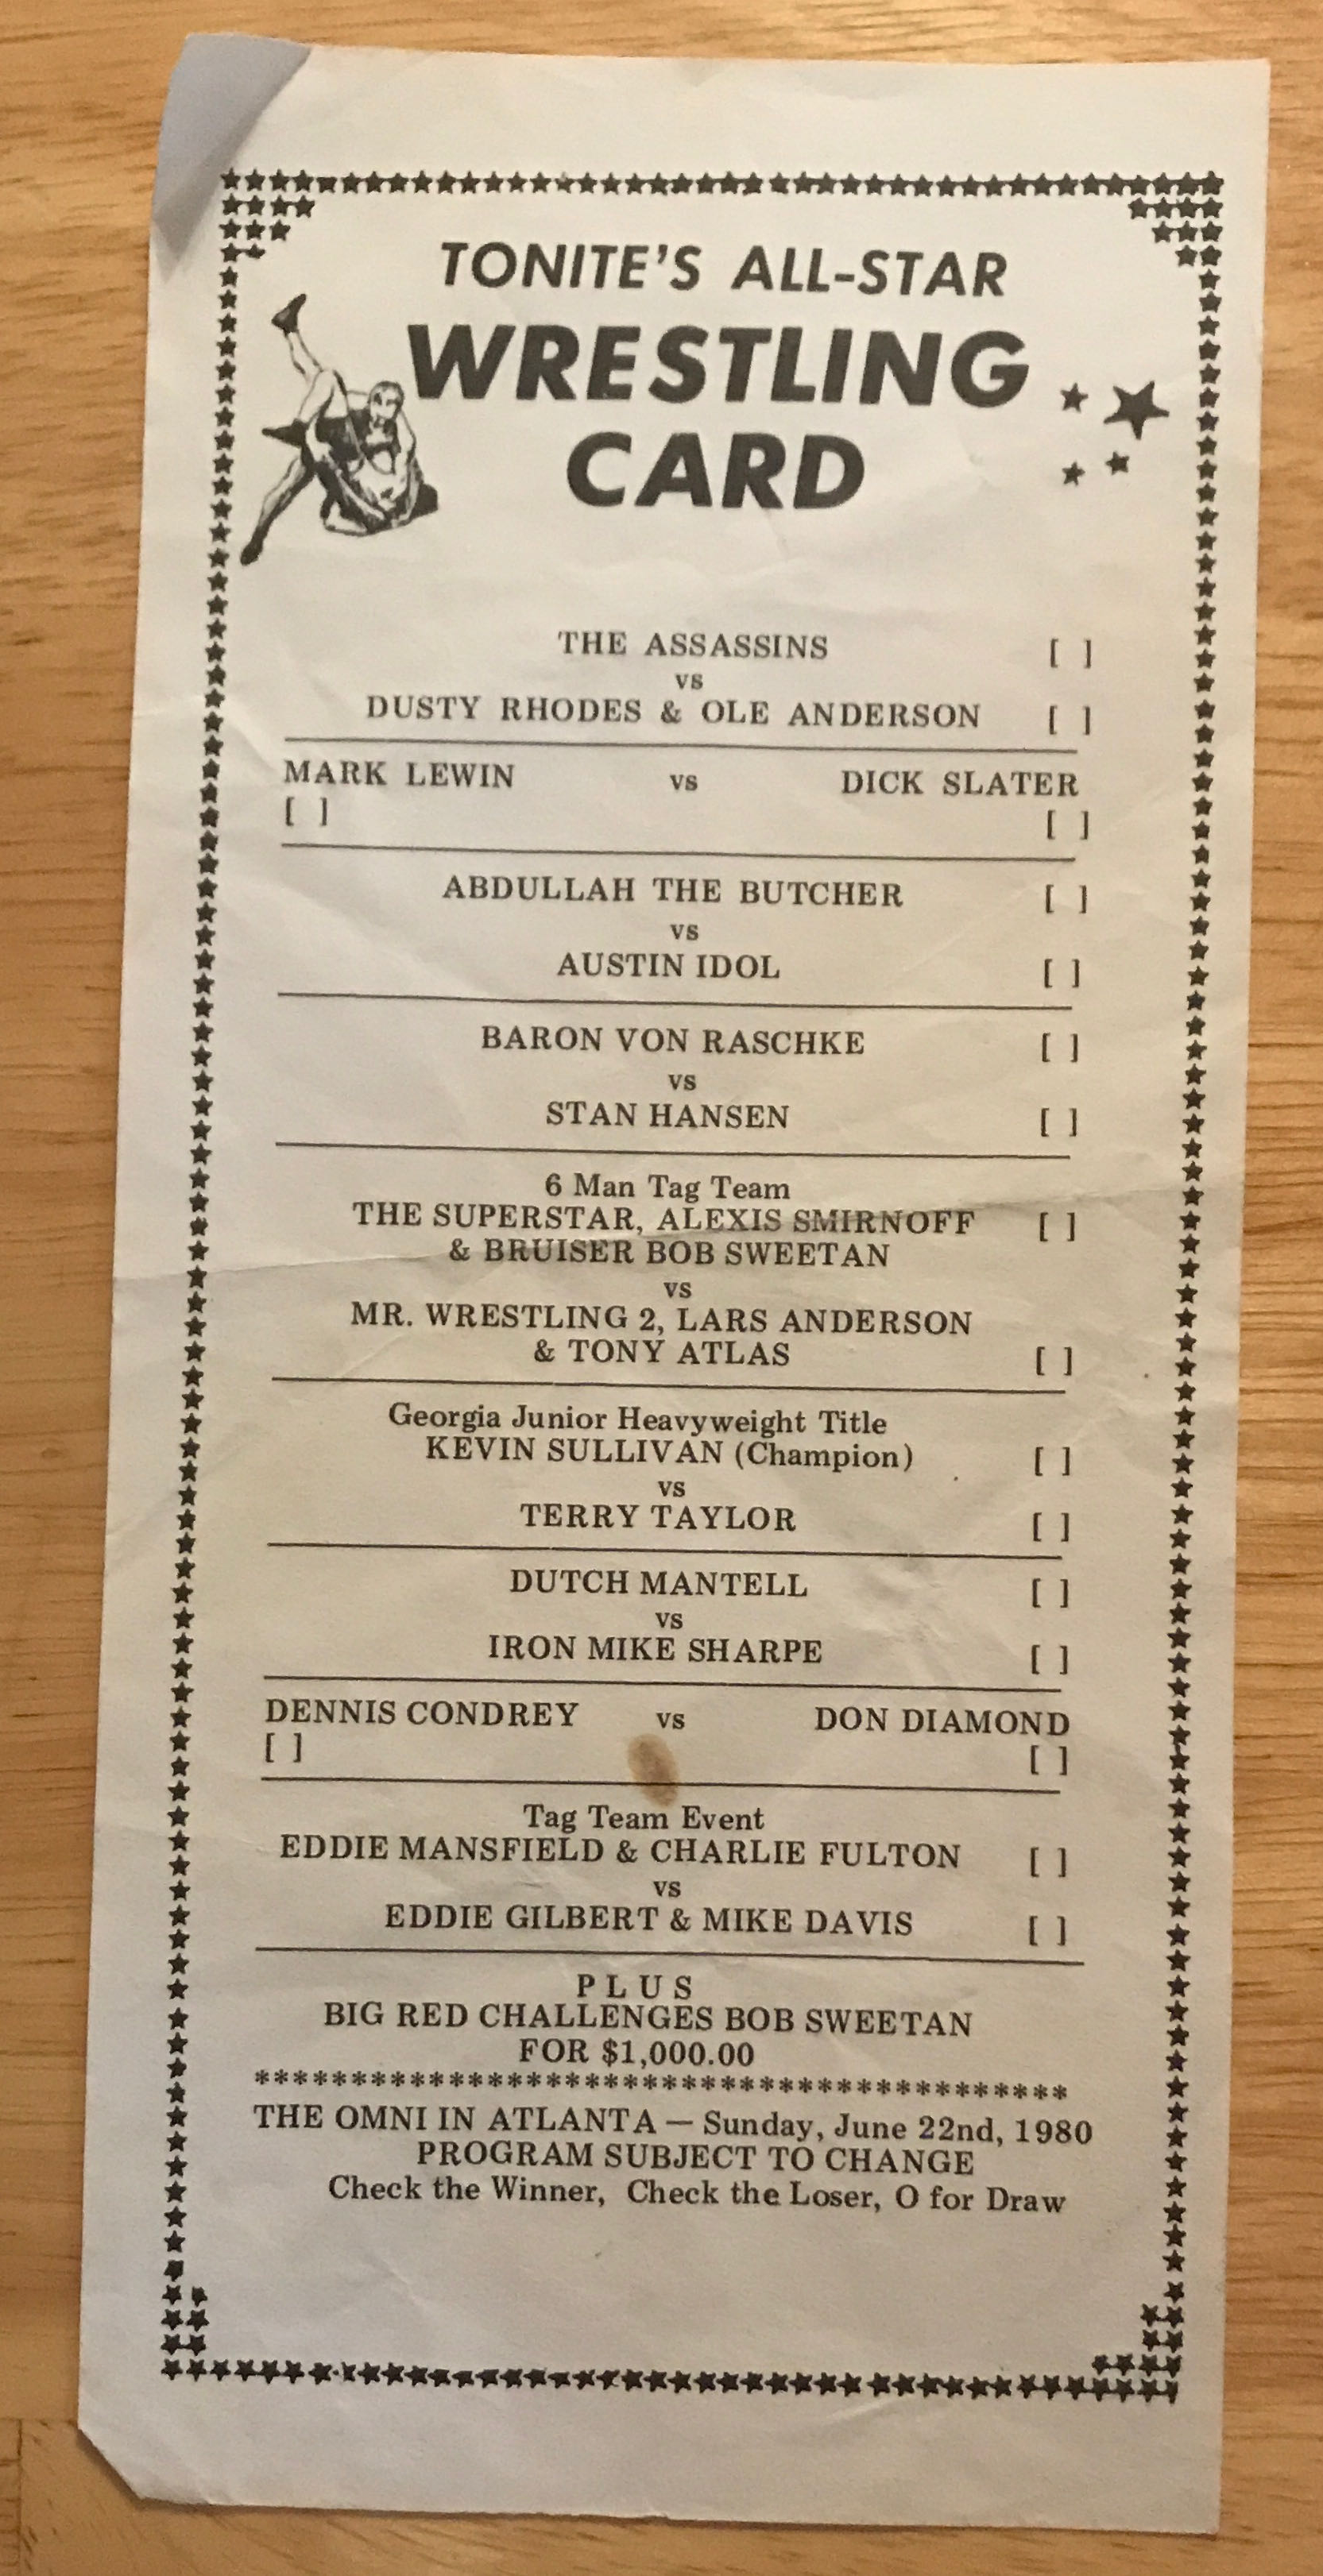 TONITE'S ALL-STAR
WRESTLING
CARD
THE ASSASSINS [ ]
vs
DUSTY RHODES & OLE ANDERSON [ ]
MARK LEWIN vs DICK SLATER
[ ] [ ]
ABDULLAH THE BUTCHER [ ]
vs
AUSTIN IDOL [ ]
BARON VON RASCHKE [ ]
vs
STAN HANSEN [ ]
6 Man Tag Team
THE SUPERSTAR, ALEXIS SMIRNOFF [ ]
& BRUISER BOB SWEETAN
vs
MR. WRESTLING 2, LARS ANDERSON
& TONY ATLAS [ ]
Georgia Junior Heavyweight Title
KEVIN SULLIVAN (Champion) [ ]
vs
TERRY TAYLOR [ ]
DUTCH MANTELL [ ]
vs
IRON MIKE SHARPE [ ]
DENNIS CONDREY vs DON DIAMOND
[ ] [ ]
Tag Team Event
EDDIE MANSFIELD & CHARLIE FULTON [ ]
vs
EDDIE GILBERT & MIKE DAVIS [ ]
P L U S
BIG RED CHALLENGES BOB SWEETAN
FOR $1,000.00
******************************************
THE OMNI IN ATLANTA — Sunday, June 22nd, 1980
PROGRAM SUBJECT TO CHANGE
Check the Winner, Check the Loser, O for Draw